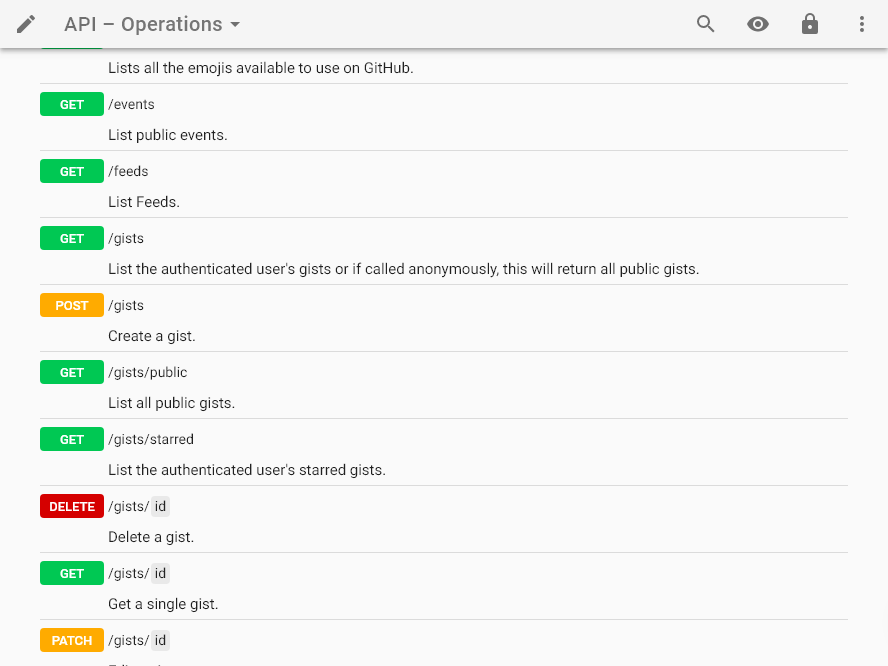 API – Operations
Lists all the emojis available to use on GitHub.
GET /events
List public events.
GET /feeds
List Feeds.
GET /gists
List the authenticated user's gists or if called anonymously, this will return all public gists.
POST /gists
Create a gist.
GET /gists/public
List all public gists.
GET /gists/starred
List the authenticated user's starred gists.
DELETE /gists/ id
Delete a gist.
GET /gists/ id
Get a single gist.
PATCH /gists/ id